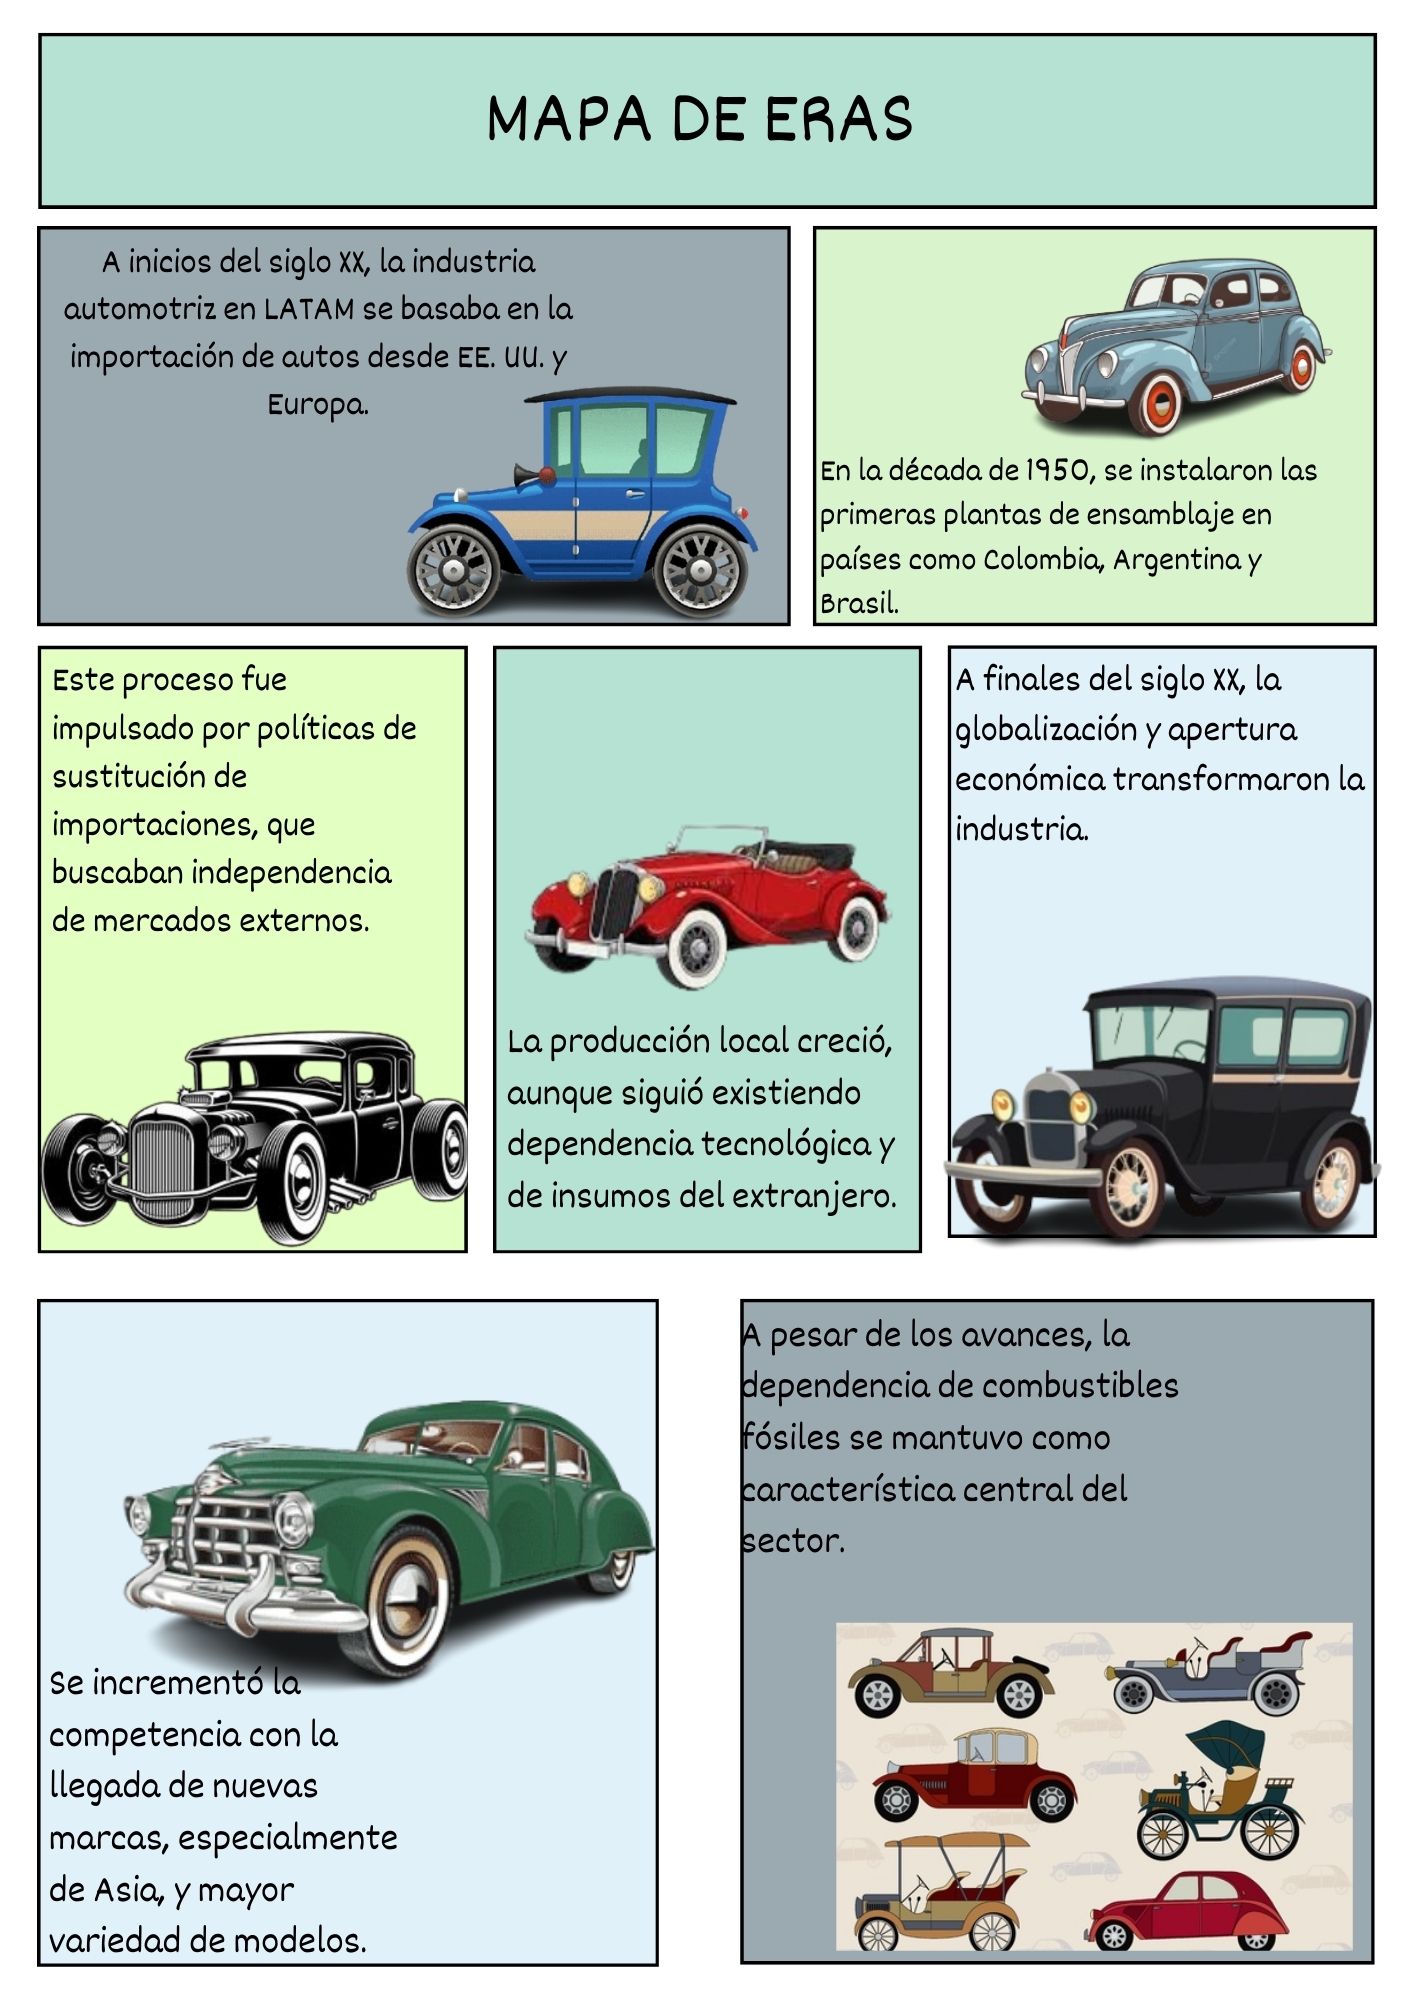 MAPA DE ERAS
A inicios del siglo XX, la industria
automotriz en LATAM se basaba en la
importación de autos desde EE. UU. y
Europa.
En la década de 1950, se instalaron las
primeras plantas de ensamblaje en
países como Colombia, Argentina y
Brasil.
Este proceso fue
impulsado por políticas de
sustitución de
importaciones, que
buscaban independencia
de mercados externos.
La producción local creció,
aunque siguió existiendo
dependencia tecnológica y
de insumos del extranjero.
A finales del siglo XX, la
globalización y apertura
económica transformaron la
industria.
Se incrementó la
competencia con la
llegada de nuevas
marcas, especialmente
de Asia, y mayor
variedad de modelos.
A pesar de los avances, la
dependencia de combustibles
fósiles se mantuvo como
característica central del
sector.